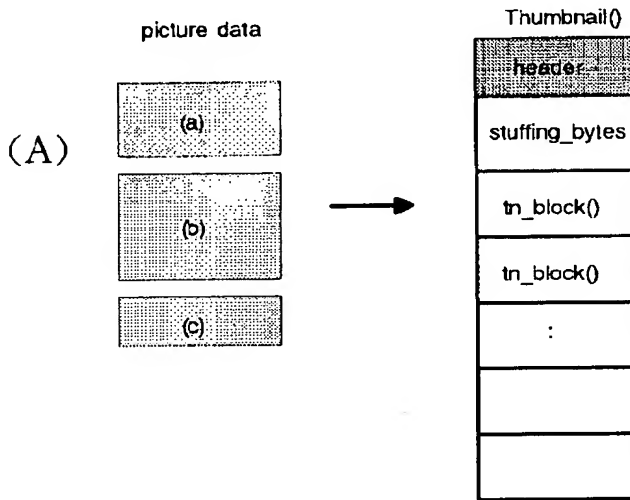 picture data
(A)
(a)
(b)
(c)
Thumbnail()
header
stuffing_bytes
tn_block()
tn_block()
: